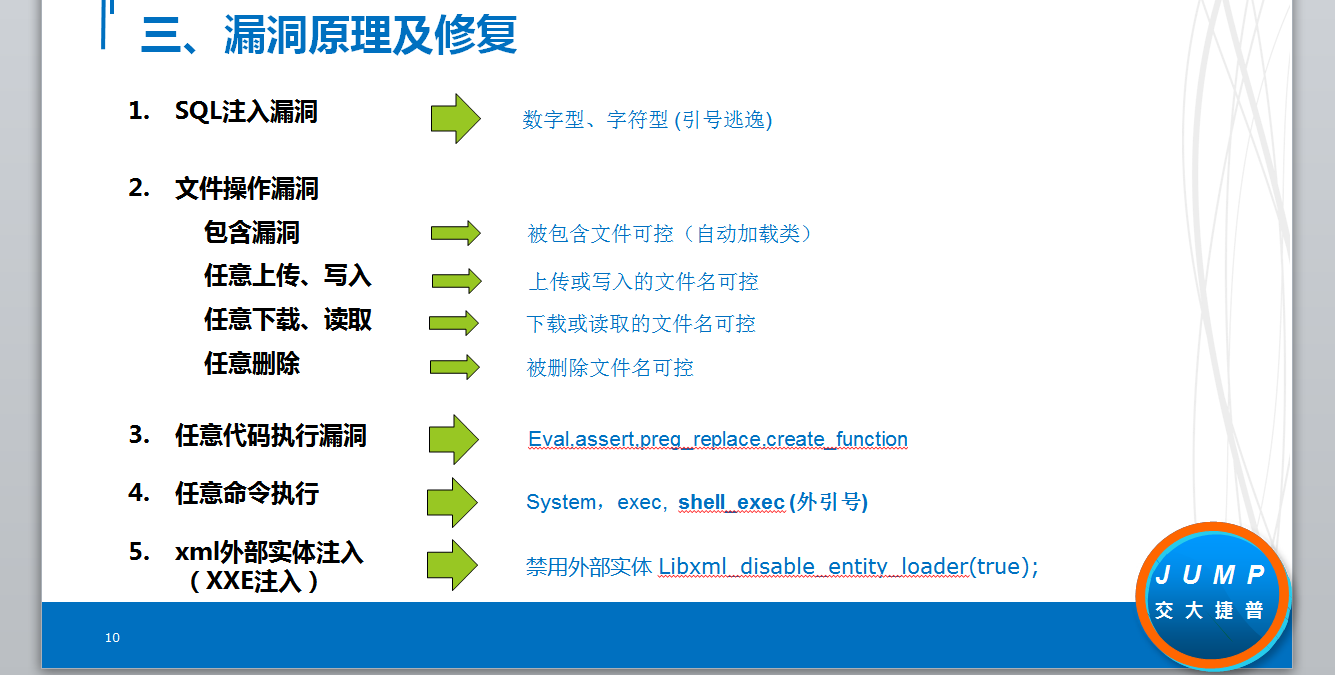 三、漏洞原理及修复
1. SQL注入漏洞
数字型、字符型 (引号逃逸)
2. 文件操作漏洞
包含漏洞
被包含文件可控（自动加载类）
任意上传、写入
上传或写入的文件名可控
任意下载、读取
下载或读取的文件名可控
任意删除
被删除文件名可控
3. 任意代码执行漏洞
Eval.assert.preg_replace.create_function
4. 任意命令执行
System，exec, shell_exec (外引号)
5. xml外部实体注入
（XXE注入）
禁用外部实体 Libxml_disable_entity_loader(true);
JUMP
交大捷普
10